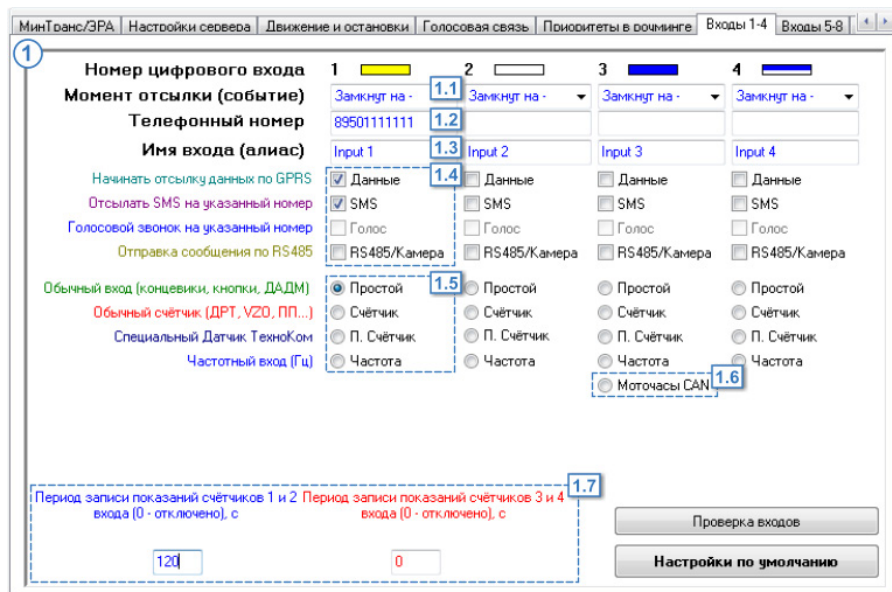 МинТранс/ЭРА Настройки сервера Движение и остановки Голосовая связь Приоритеты в роуминге Входы 1-4 Входы 5-8
1
Номер цифрового входа 1 2 3 4
Момент отсылки (событие) Замкнут на - 1.1 Замкнут на - Замкнут на - Замкнут на -
Телефонный номер 89501111111 1.2
Имя входа (алиас) Input 1 1.3 Input 2 Input 3 Input 4
Начинать отсылку данных по GPRS Данные 1.4 Данные Данные Данные
Отсылать SMS на указанный номер SMS SMS SMS SMS
Голосовой звонок на указанный номер Голос Голос Голос Голос
Отправка сообщения по RS485 RS485/Камера RS485/Камера RS485/Камера RS485/Камера
Обычный вход (концевики, кнопки, ДАДМ) Простой 1.5 Простой Простой Простой
Обычный счётчик (ДРТ, VZO, ПП...) Счётчик Счётчик Счётчик Счётчик
Специальный Датчик ТехноКом П. Счётчик П. Счётчик П. Счётчик П. Счётчик
Частотный вход (Гц) Частота Частота Частота Частота
Моточасы CAN 1.6
1.7
Период записи показаний счётчиков 1 и 2 Период записи показаний счётчиков 3 и 4
входа (0 - отключено), с входа (0 - отключено), с
Проверка входов
120 0 Настройки по умолчанию